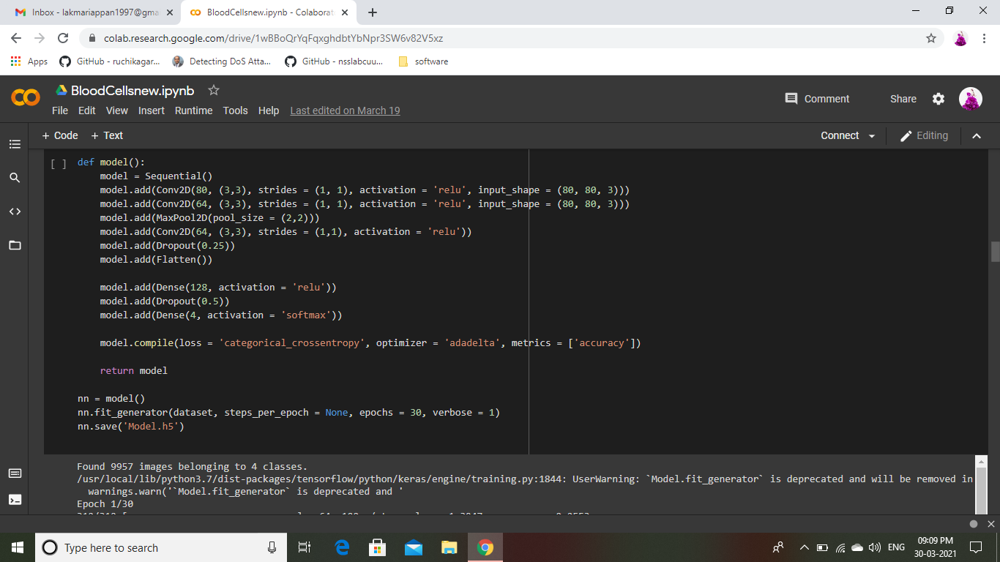 Inbox - lakmariappan1997@gma
BloodCellsnew.ipynb - Colaborat
colab.research.google.com/drive/1wBBoQrYqFqxghdbtYbNpr3SW6v82V5xz
Apps
GitHub - ruchikagar...
Detecting DoS Atta...
GitHub - nsslabcuu...
software
BloodCellsnew.ipynb
Comment
Share
File Edit View Insert Runtime Tools Help Last edited on March 19
+ Code + Text
Connect
Editing
[ ] def model():
    model = Sequential()
    model.add(Conv2D(80, (3,3), strides = (1, 1), activation = 'relu', input_shape = (80, 80, 3)))
    model.add(Conv2D(64, (3,3), strides = (1, 1), activation = 'relu', input_shape = (80, 80, 3)))
    model.add(MaxPool2D(pool_size = (2,2)))
    model.add(Conv2D(64, (3,3), strides = (1,1), activation = 'relu'))
    model.add(Dropout(0.25))
    model.add(Flatten())
    model.add(Dense(128, activation = 'relu'))
    model.add(Dropout(0.5))
    model.add(Dense(4, activation = 'softmax'))
    model.compile(loss = 'categorical_crossentropy', optimizer = 'adadelta', metrics = ['accuracy'])
    return model
nn = model()
nn.fit_generator(dataset, steps_per_epoch = None, epochs = 30, verbose = 1)
nn.save('Model.h5')
Found 9957 images belonging to 4 classes.
/usr/local/lib/python3.7/dist-packages/tensorflow/python/keras/engine/training.py:1844: UserWarning: `Model.fit_generator` is deprecated and will be removed in
  warnings.warn('`Model.fit_generator` is deprecated and '
Epoch 1/30
Type here to search
ENG
09:09 PM
30-03-2021